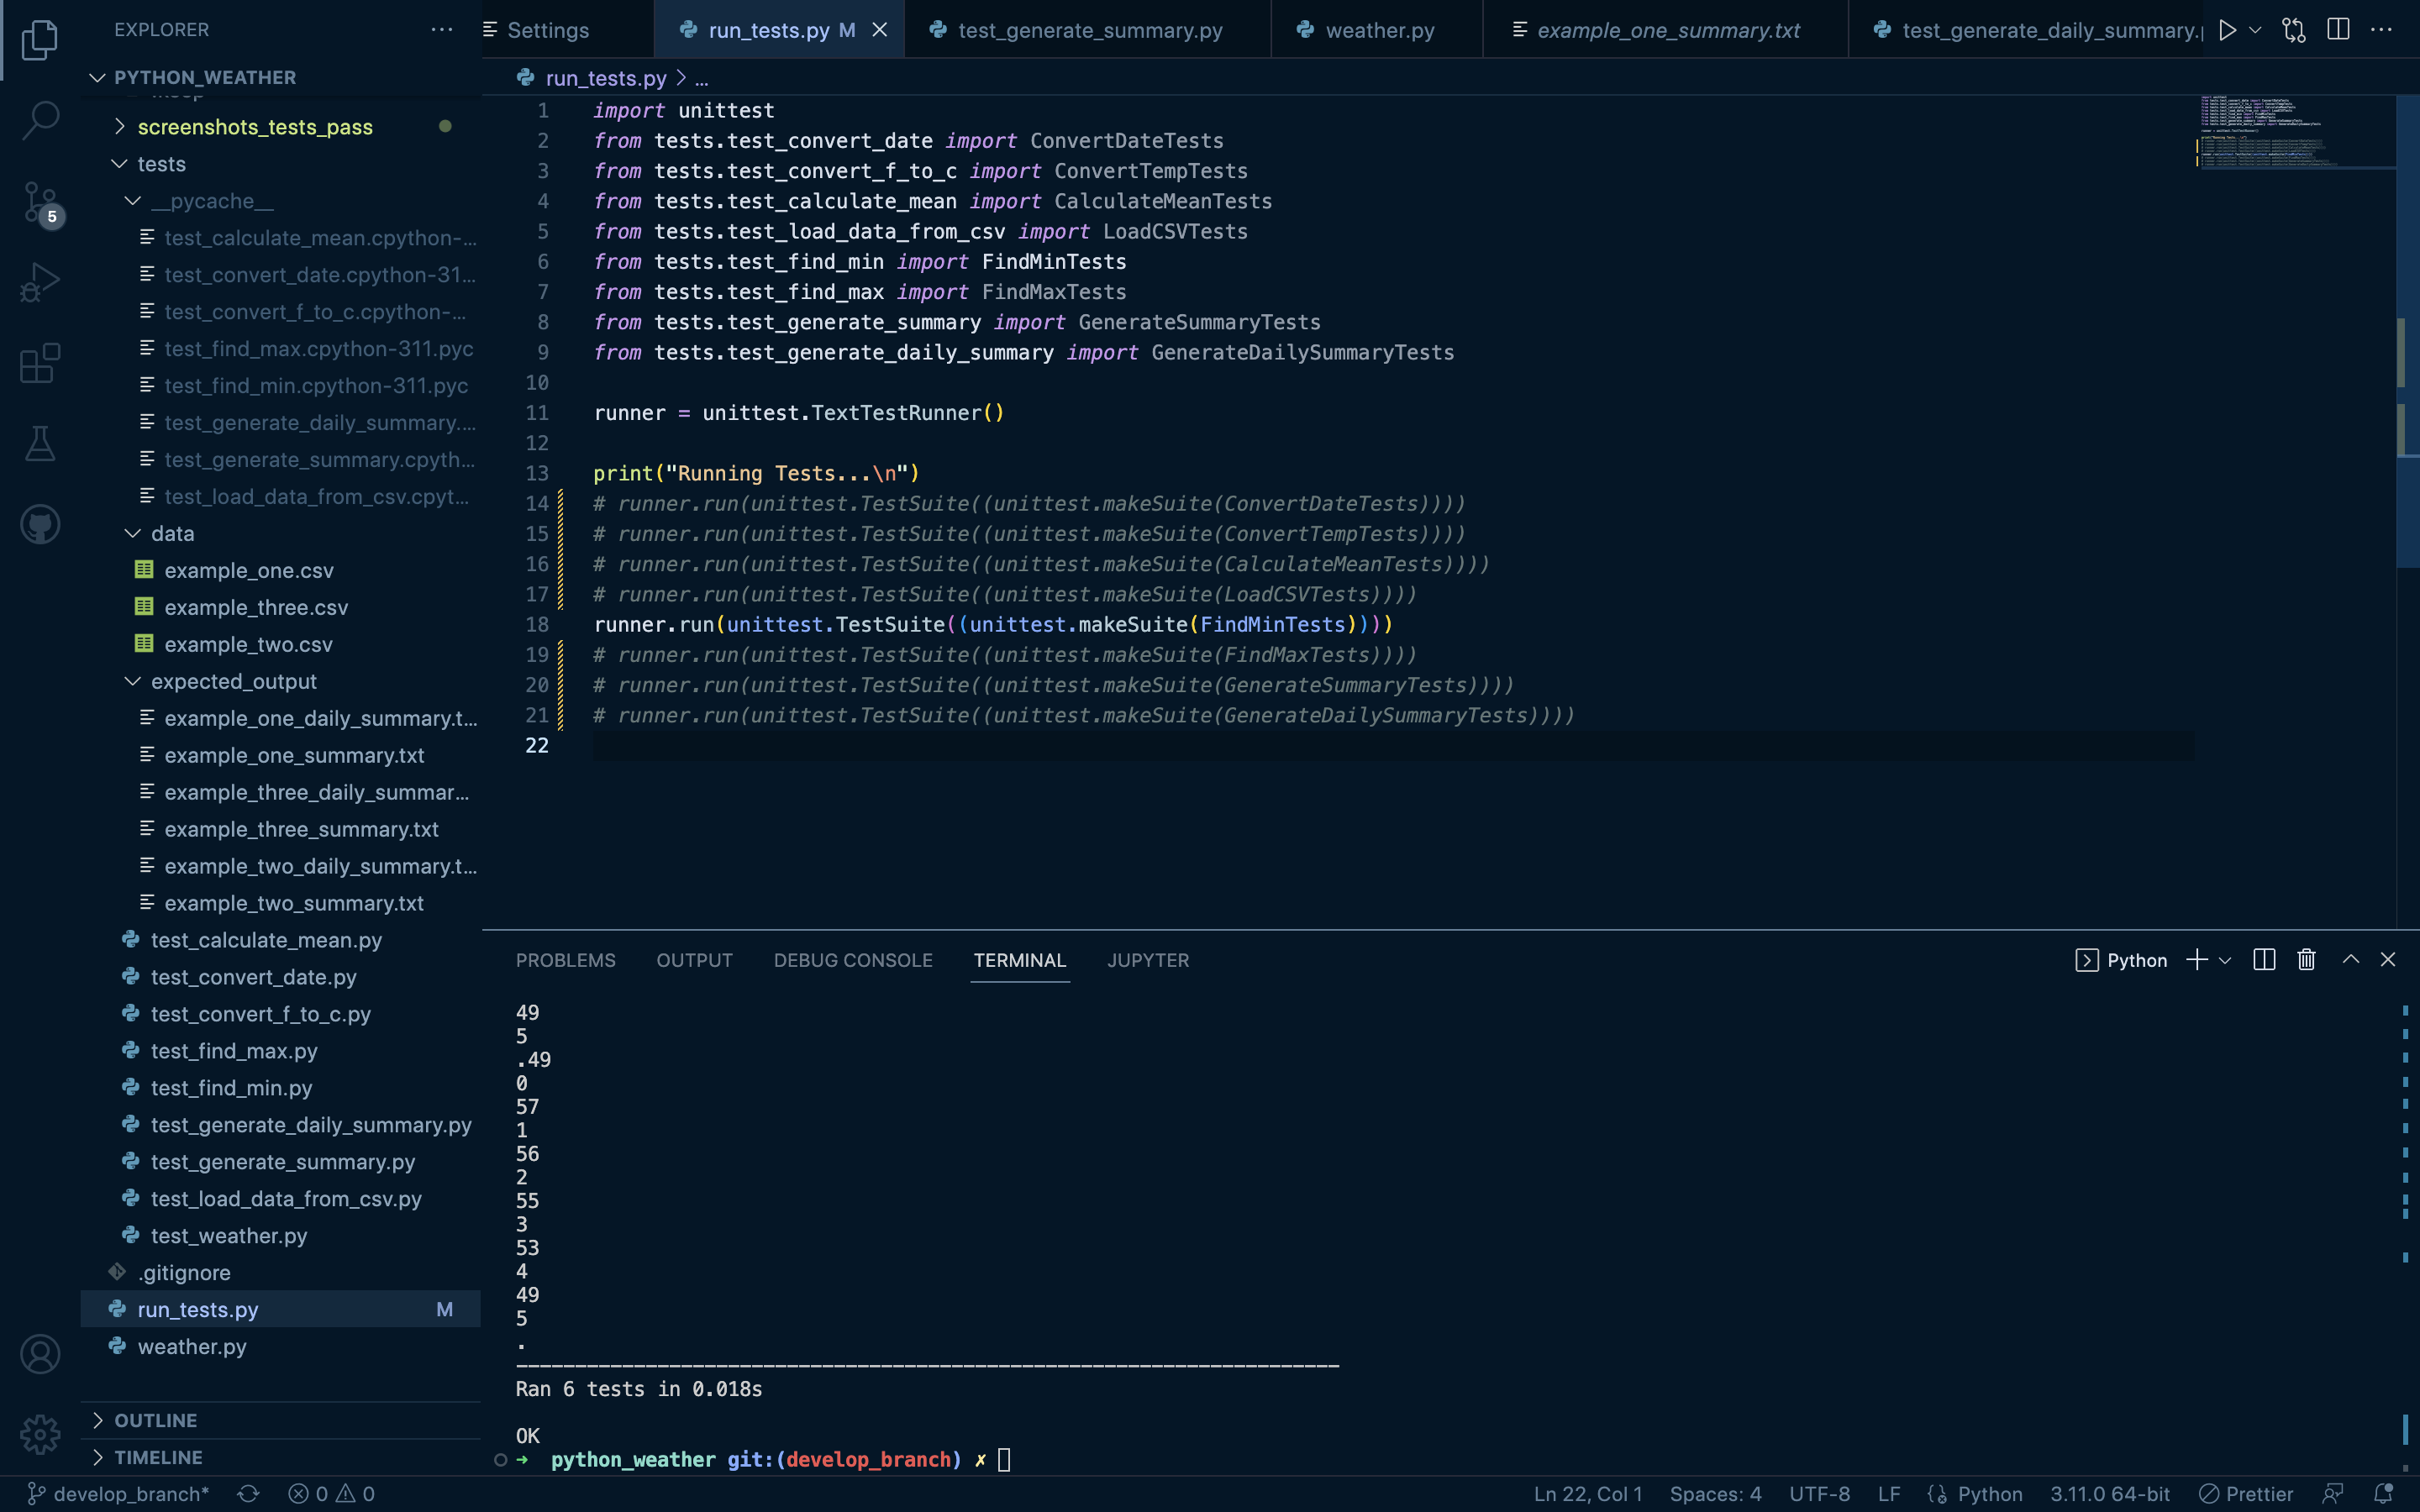 EXPLORER
PYTHON_WEATHER
screenshots_tests_pass
tests
__pycache__
test_calculate_mean.cpython-...
test_convert_date.cpython-31...
test_convert_f_to_c.cpython-...
test_find_max.cpython-311.pyc
test_find_min.cpython-311.pyc
test_generate_daily_summary....
test_generate_summary.cpyth...
test_load_data_from_csv.cpyt...
data
example_one.csv
example_three.csv
example_two.csv
expected_output
example_one_daily_summary.t...
example_one_summary.txt
example_three_daily_summar...
example_three_summary.txt
example_two_daily_summary.t...
example_two_summary.txt
test_calculate_mean.py
test_convert_date.py
test_convert_f_to_c.py
test_find_max.py
test_find_min.py
test_generate_daily_summary.py
test_generate_summary.py
test_load_data_from_csv.py
test_weather.py
.gitignore
run_tests.py M
weather.py
OUTLINE
TIMELINE
5
Settings
run_tests.py M
test_generate_summary.py
weather.py
example_one_summary.txt
test_generate_daily_summary.p
run_tests.py > ...
1 import unittest
2 from tests.test_convert_date import ConvertDateTests
3 from tests.test_convert_f_to_c import ConvertTempTests
4 from tests.test_calculate_mean import CalculateMeanTests
5 from tests.test_load_data_from_csv import LoadCSVTests
6 from tests.test_find_min import FindMinTests
7 from tests.test_find_max import FindMaxTests
8 from tests.test_generate_summary import GenerateSummaryTests
9 from tests.test_generate_daily_summary import GenerateDailySummaryTests
10
11 runner = unittest.TextTestRunner()
12
13 print("Running Tests...\n")
14 # runner.run(unittest.TestSuite((unittest.makeSuite(ConvertDateTests))))
15 # runner.run(unittest.TestSuite((unittest.makeSuite(ConvertTempTests))))
16 # runner.run(unittest.TestSuite((unittest.makeSuite(CalculateMeanTests))))
17 # runner.run(unittest.TestSuite((unittest.makeSuite(LoadCSVTests))))
18 runner.run(unittest.TestSuite((unittest.makeSuite(FindMinTests))))
19 # runner.run(unittest.TestSuite((unittest.makeSuite(FindMaxTests))))
20 # runner.run(unittest.TestSuite((unittest.makeSuite(GenerateSummaryTests))))
21 # runner.run(unittest.TestSuite((unittest.makeSuite(GenerateDailySummaryTests))))
22
PROBLEMS OUTPUT DEBUG CONSOLE TERMINAL JUPYTER
Python
49
5
.49
0
57
1
56
2
55
3
53
4
49
5
.
----------------------------------------------------------------------
Ran 6 tests in 0.018s
OK
➜ python_weather git:(develop_branch) ✗
develop_branch* 0 0
Ln 22, Col 1 Spaces: 4 UTF-8 LF Python 3.11.0 64-bit Prettier